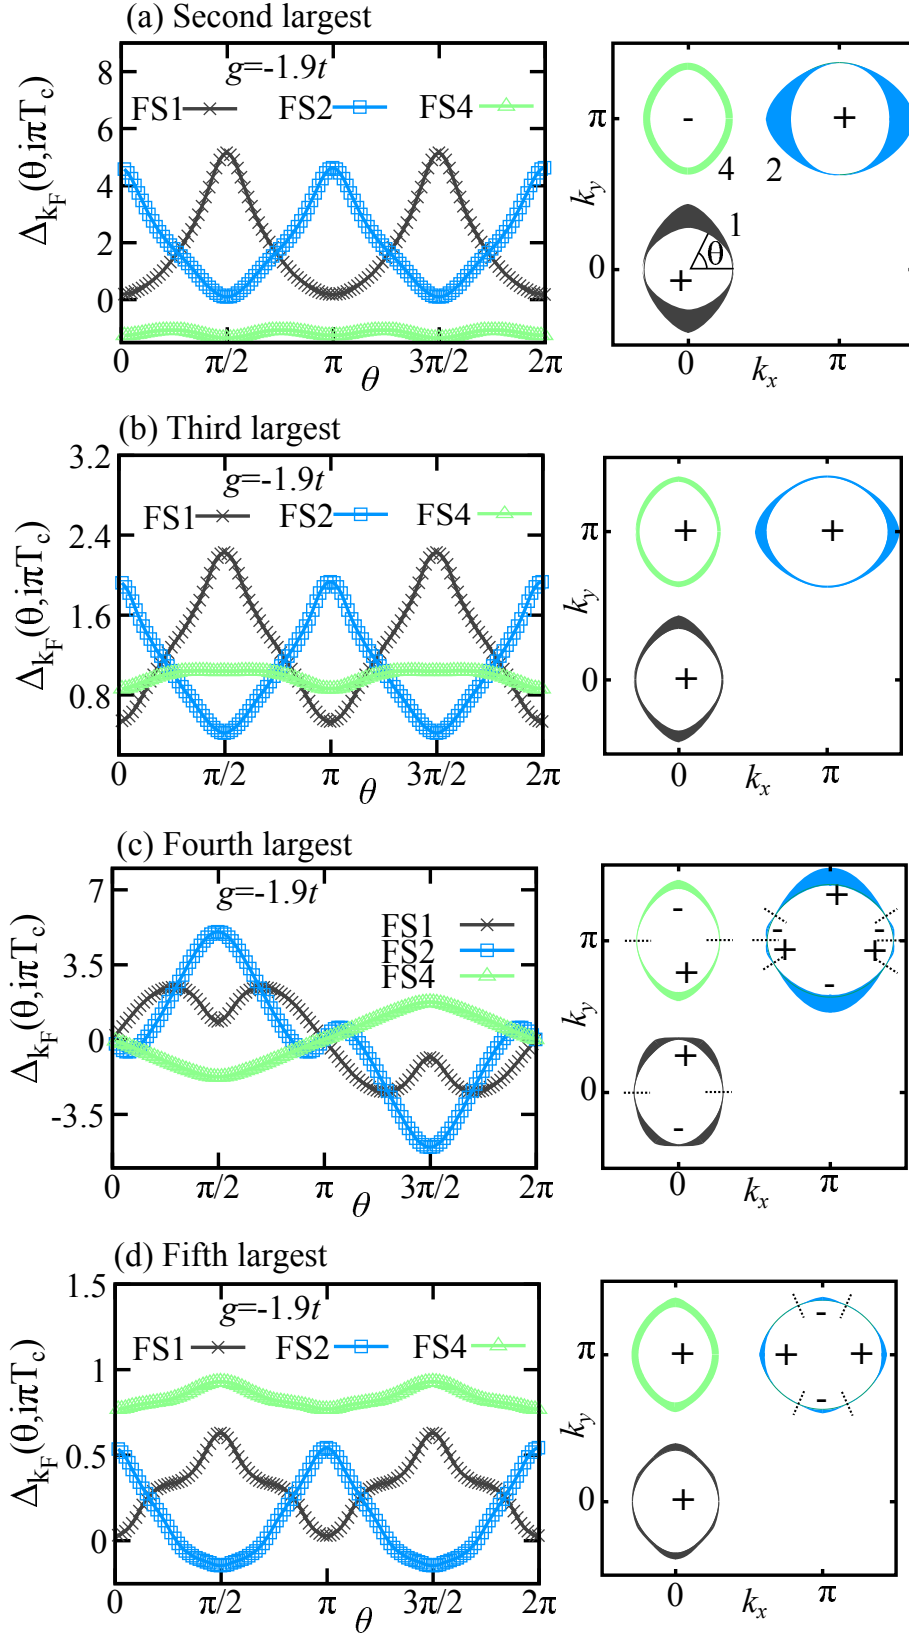 (a) Second largest
Δ_{k_F}(θ,iπT_c)
8
6
4
2
0
g=-1.9t
FS1 FS2 FS4
0 π/2 π 3π/2 2π
θ
k_y
π
0
- +
4 2
1
θ
+
0 π
k_x
(b) Third largest
Δ_{k_F}(θ,iπT_c)
3.2
2.4
1.6
0.8
g=-1.9t
FS1 FS2 FS4
0 π/2 π 3π/2 2π
θ
k_y
π
0
+ +
+
0 π
k_x
(c) Fourth largest
Δ_{k_F}(θ,iπT_c)
7
3.5
0
-3.5
g=-1.9t
FS1
FS2
FS4
0 π/2 π 3π/2 2π
θ
k_y
π
0
- +
- -
+ + +
-
+
-
0 π
k_x
(d) Fifth largest
Δ_{k_F}(θ,iπT_c)
1.5
1
0.5
0
g=-1.9t
FS1 FS2 FS4
0 π/2 π 3π/2 2π
θ
k_y
π
0
-
+ + +
-
+
0 π
k_x